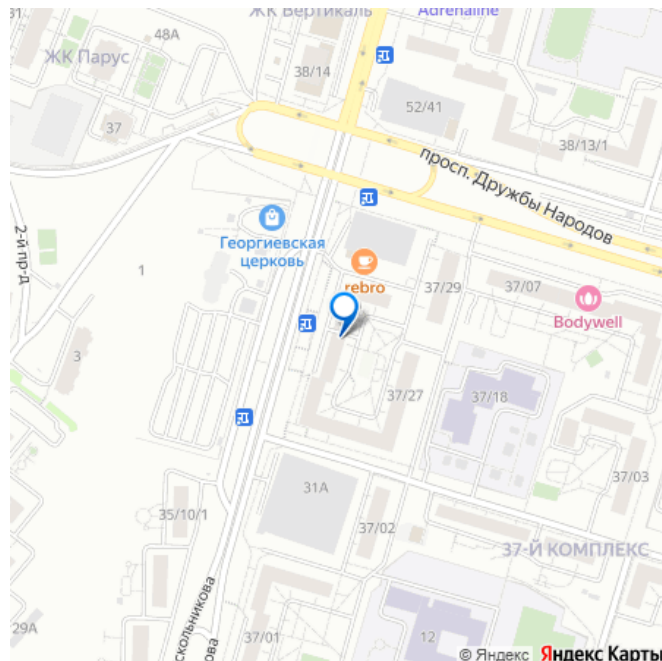 ЖК Вертикаль
Adrenaline
48А
ЖК Парус
38/14
52/41
37
38/13/1
просп. Дружбы Народов
2-й пр-д
Георгиевская
церковь
1
rebro
37/29
37/07
Bodywell
3
37/27
37/18
31А
37/03
35/10/1
37/02
37-Й КОМПЛЕКС
скольникова
29А
37/01
12
ова
© Яндекс Яндекс Карты